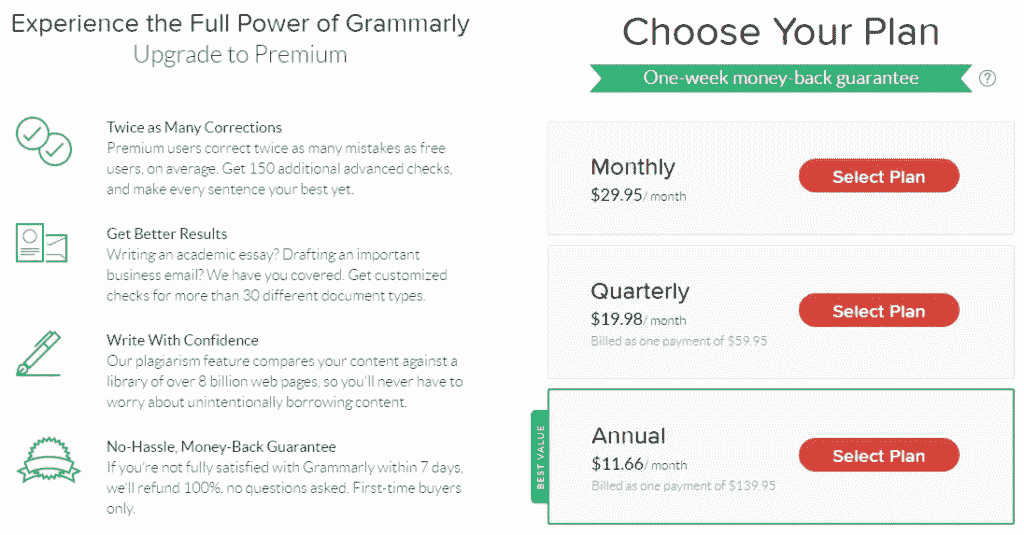 Experience the Full Power of Grammarly
Upgrade to Premium
Twice as Many Corrections
Premium users correct twice as many mistakes as free
users, on average. Get 150 additional advanced checks,
and make every sentence your best yet.
Get Better Results
Writing an academic essay? Drafting an important
business email? We have you covered. Get customized
checks for more than 30 different document types.
Write With Confidence
Our plagiarism feature compares your content against a
library of over 8 billion web pages, so you'll never have to
worry about unintentionally borrowing content.
No-Hassle, Money-Back Guarantee
If you're not fully satisfied with Grammarly within 7 days,
we'll refund 100%, no questions asked. First-time buyers
only.
Choose Your Plan
One-week money-back guarantee
?
Monthly
$29.95/ month
Select Plan
Quarterly
$19.98/ month
Billed as one payment of $59.95
Select Plan
BEST VALUE
Annual
$11.66/ month
Billed as one payment of $139.95
Select Plan